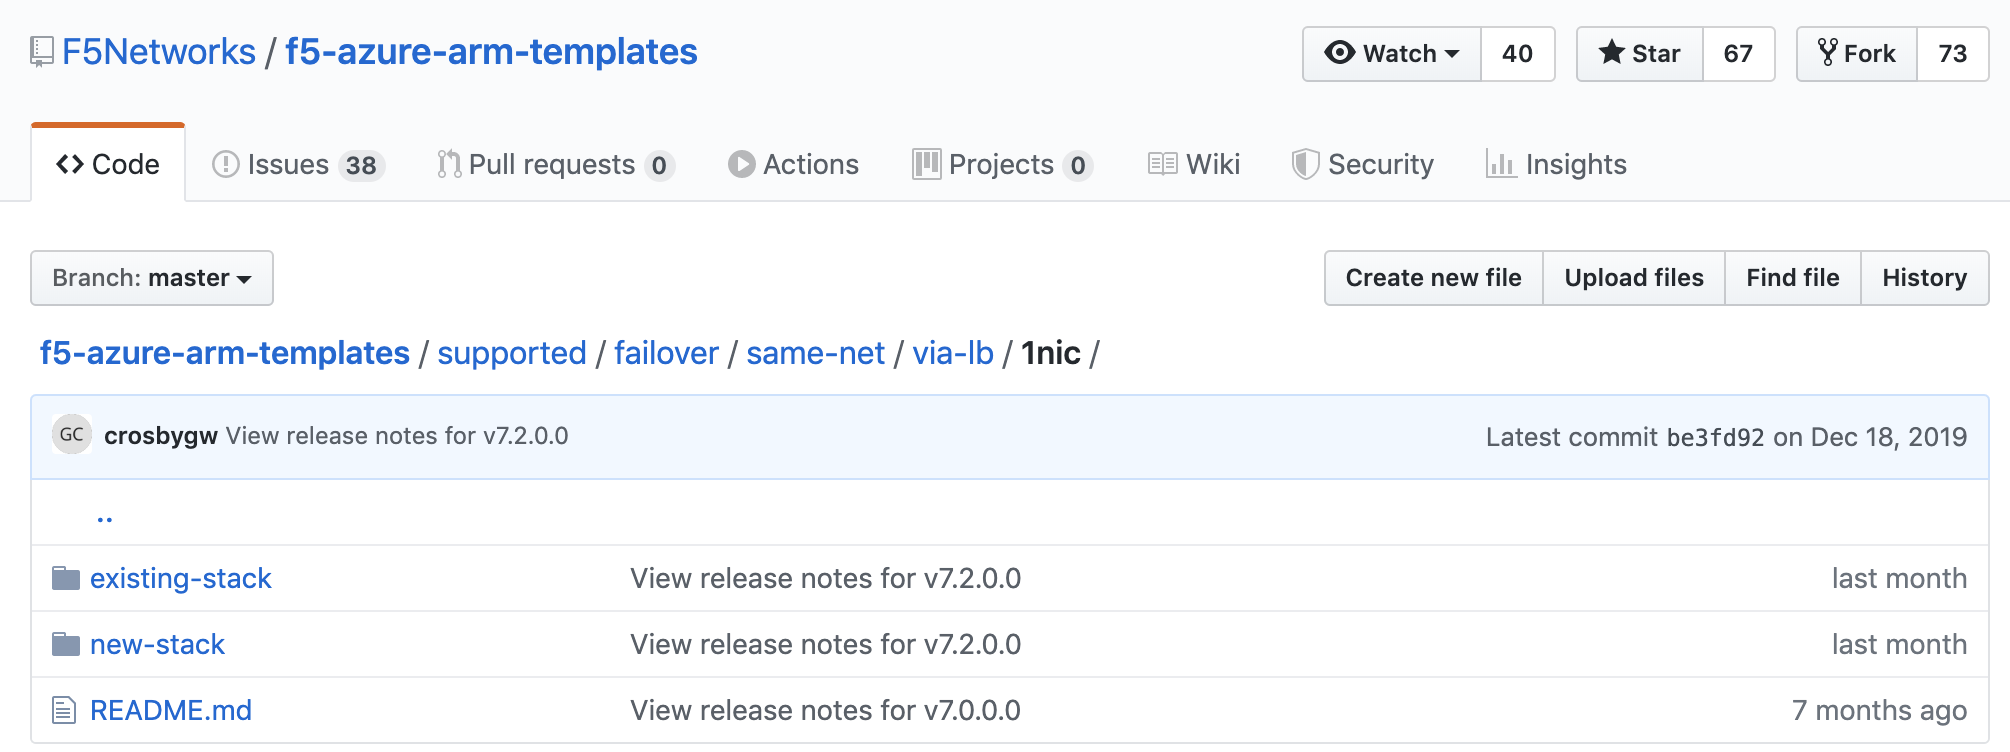 F5Networks / f5-azure-arm-templates Watch 40 Star 67 Fork 73
Code Issues 38 Pull requests 0 Actions Projects 0 Wiki Security Insights
Branch: master Create new file Upload files Find file History
f5-azure-arm-templates / supported / failover / same-net / via-lb / 1nic /
GC crosbygw View release notes for v7.2.0.0 Latest commit be3fd92 on Dec 18, 2019
..
existing-stack View release notes for v7.2.0.0 last month
new-stack View release notes for v7.2.0.0 last month
README.md View release notes for v7.0.0.0 7 months ago